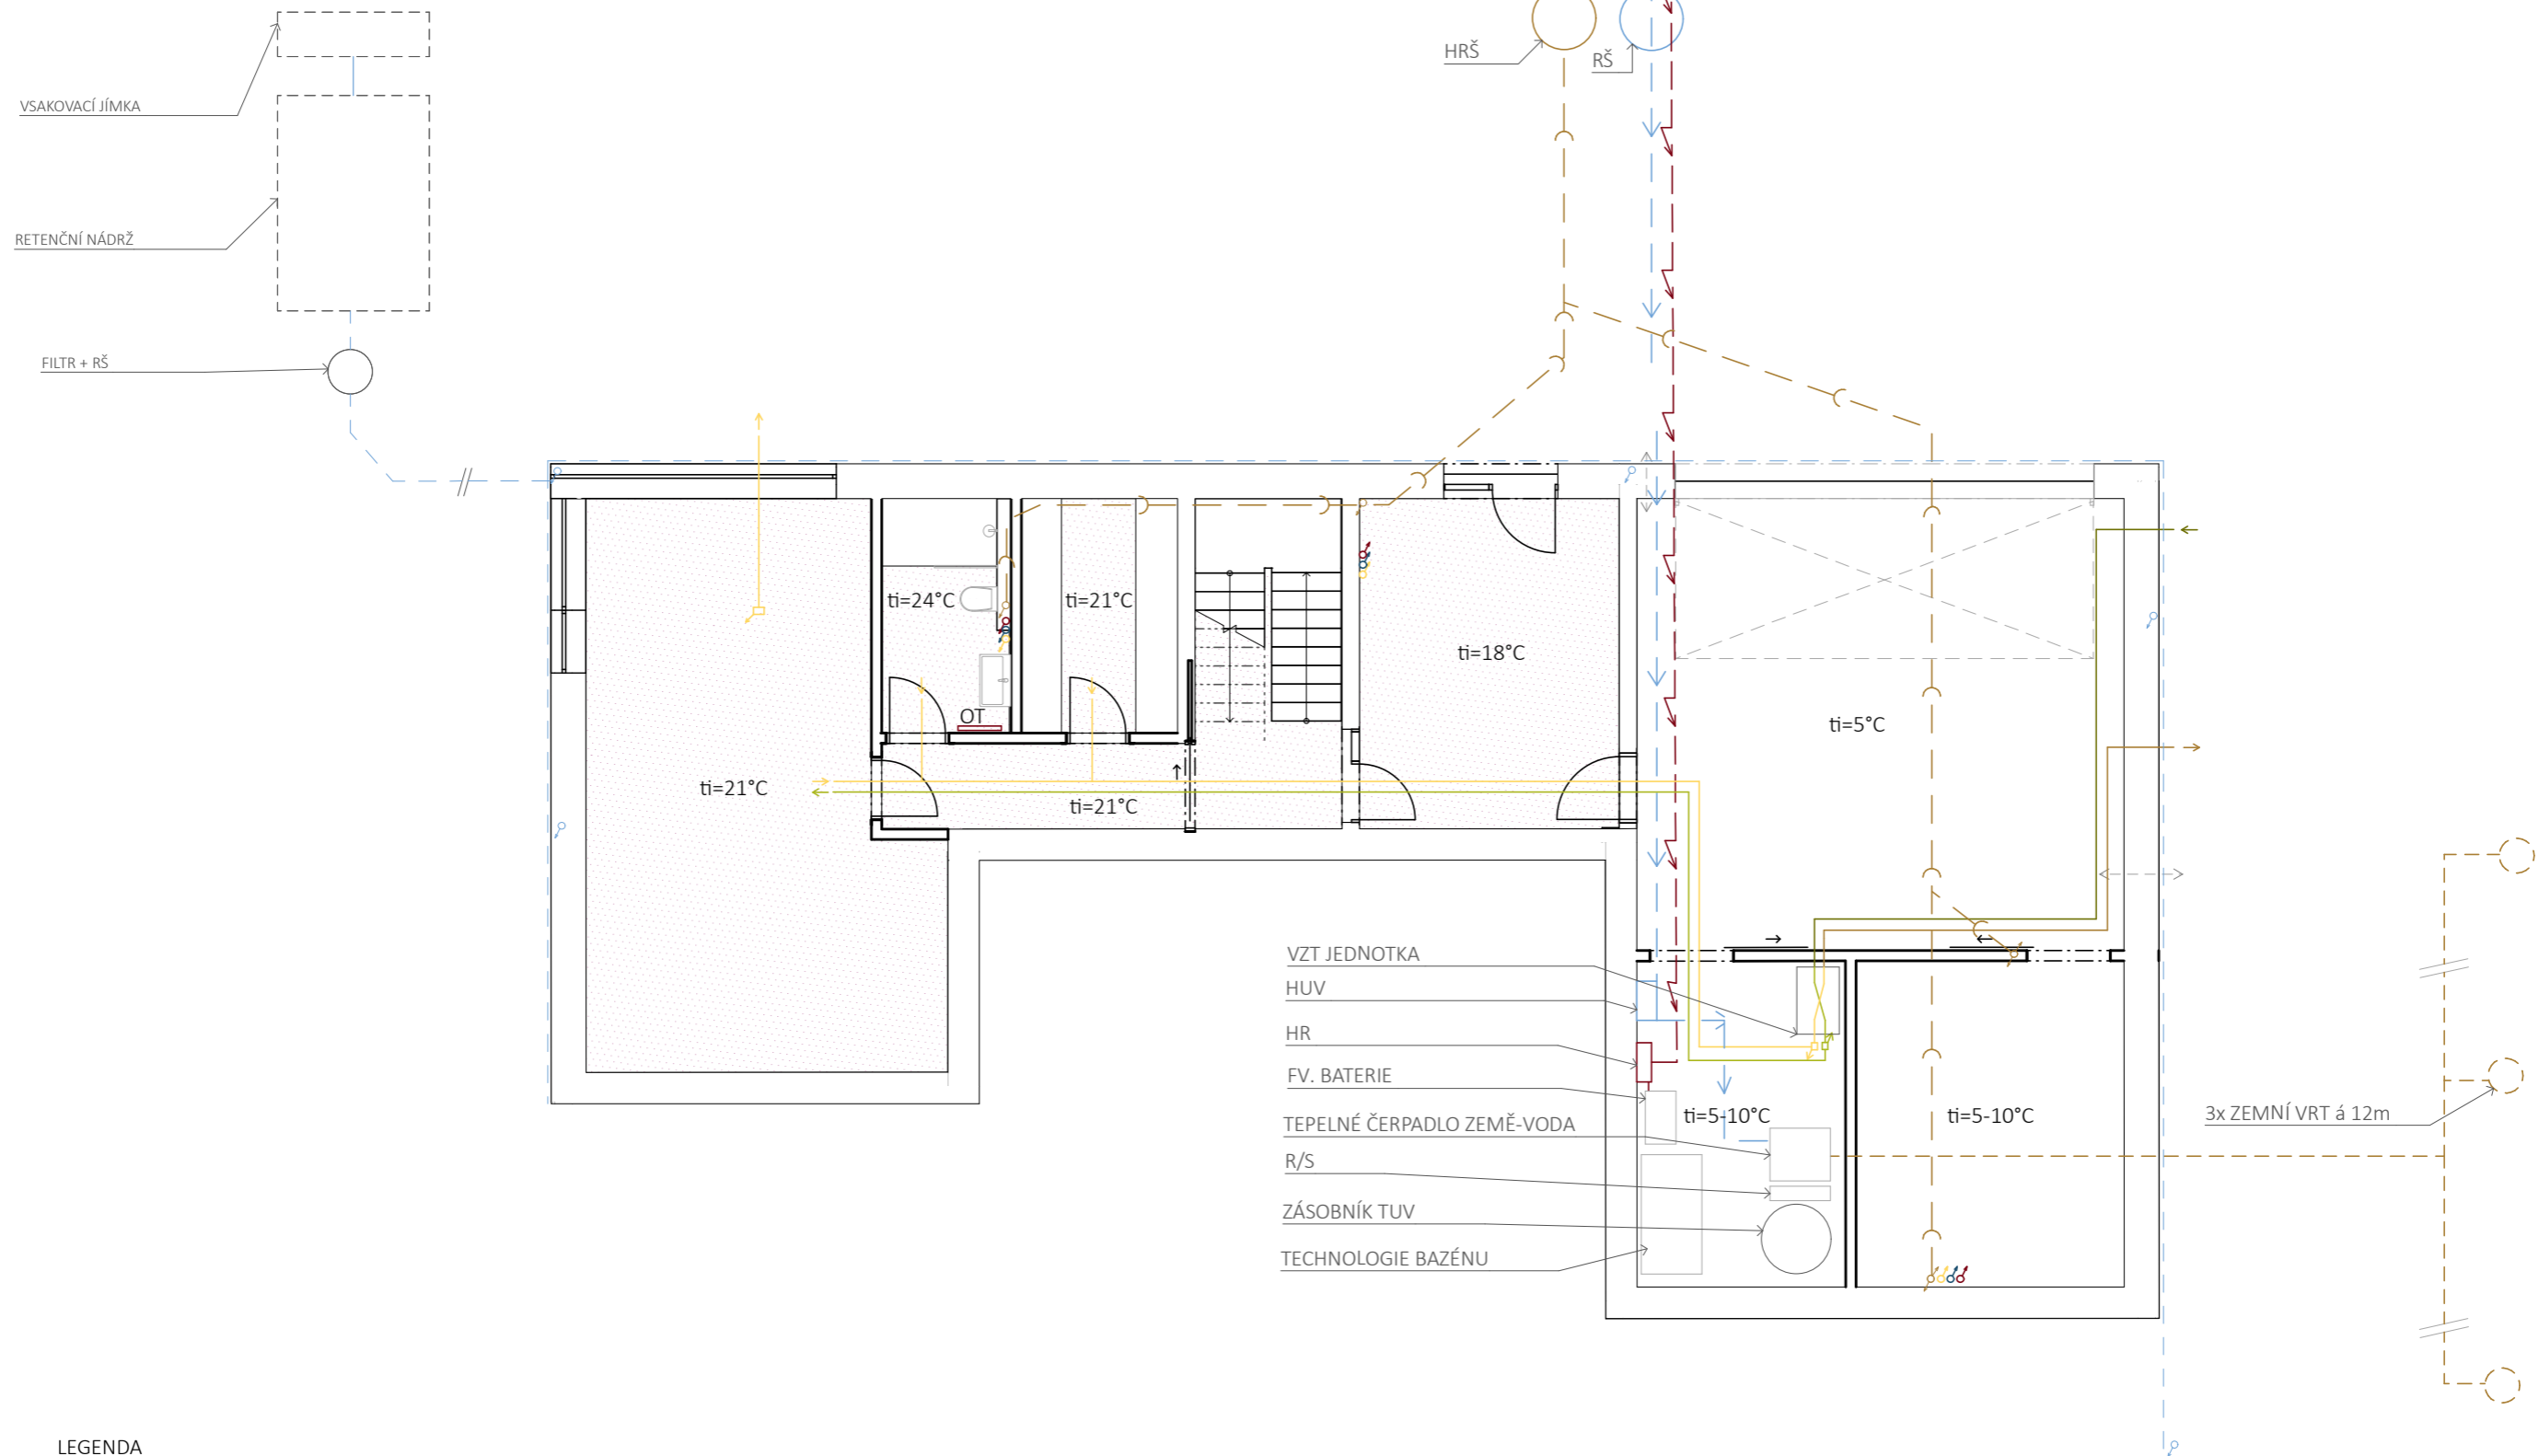 HRŠ
RŠ
VSAKOVACÍ JÍMKA
RETENČNÍ NÁDRŽ
FILTR + RŠ
ti=24°C
ti=21°C
ti=18°C
OT
ti=5°C
ti=21°C
ti=21°C
VZT JEDNOTKA
HUV
HR
FV. BATERIE
TEPELNÉ ČERPADLO ZEMĚ-VODA
R/S
ZÁSOBNÍK TUV
TECHNOLOGIE BAZÉNU
ti=5-10°C
ti=5-10°C
3x ZEMNÍ VRT á 12m
LEGENDA